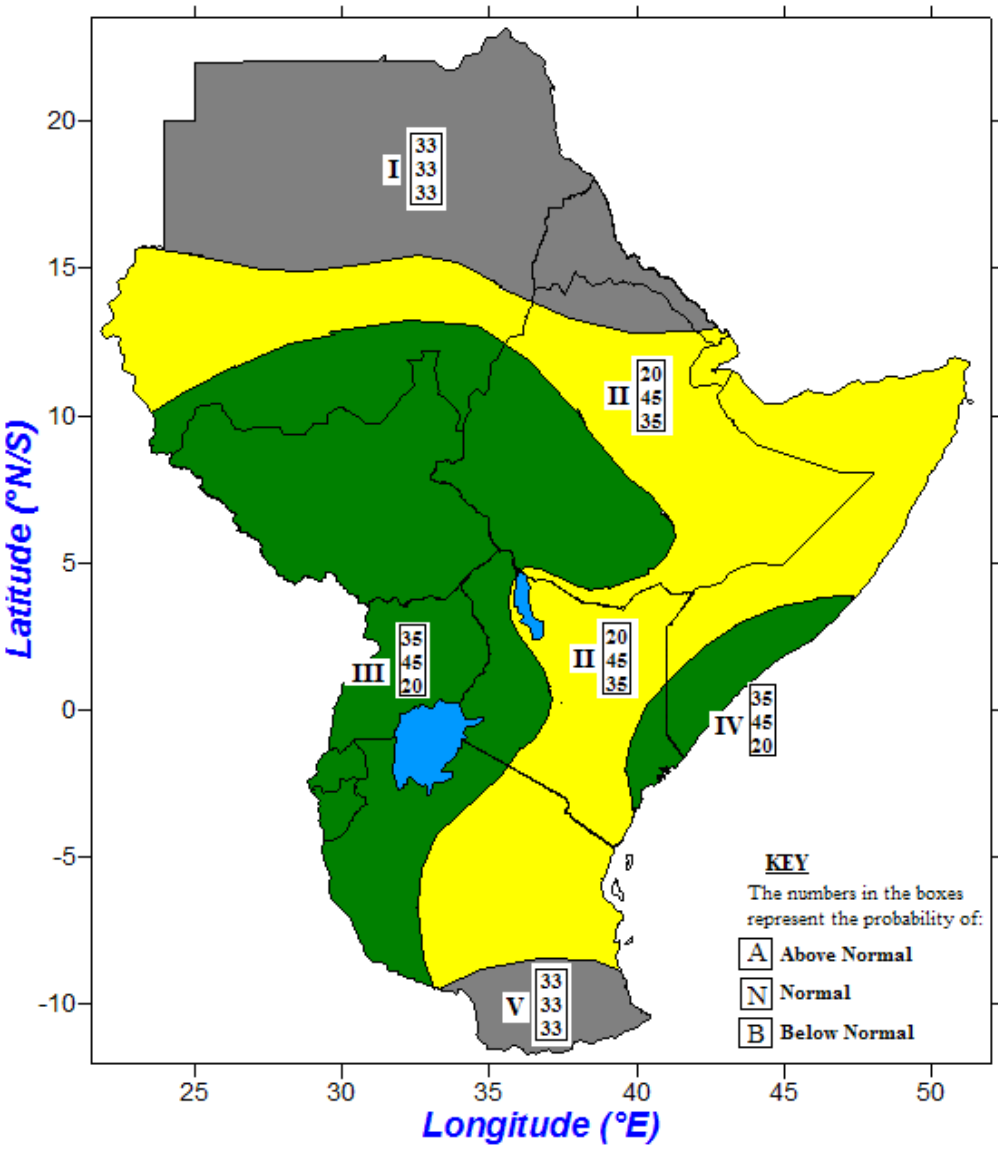 20
15
10
5
0
-5
-10
Latitude (°N/S)
I
33
33
33
II
20
45
35
III
35
45
20
II
20
45
35
IV
35
45
20
V
33
33
33
KEY
The numbers in the boxes
represent the probability of:
A Above Normal
N Normal
B Below Normal
25 30 35 40 45 50
Longitude (°E)